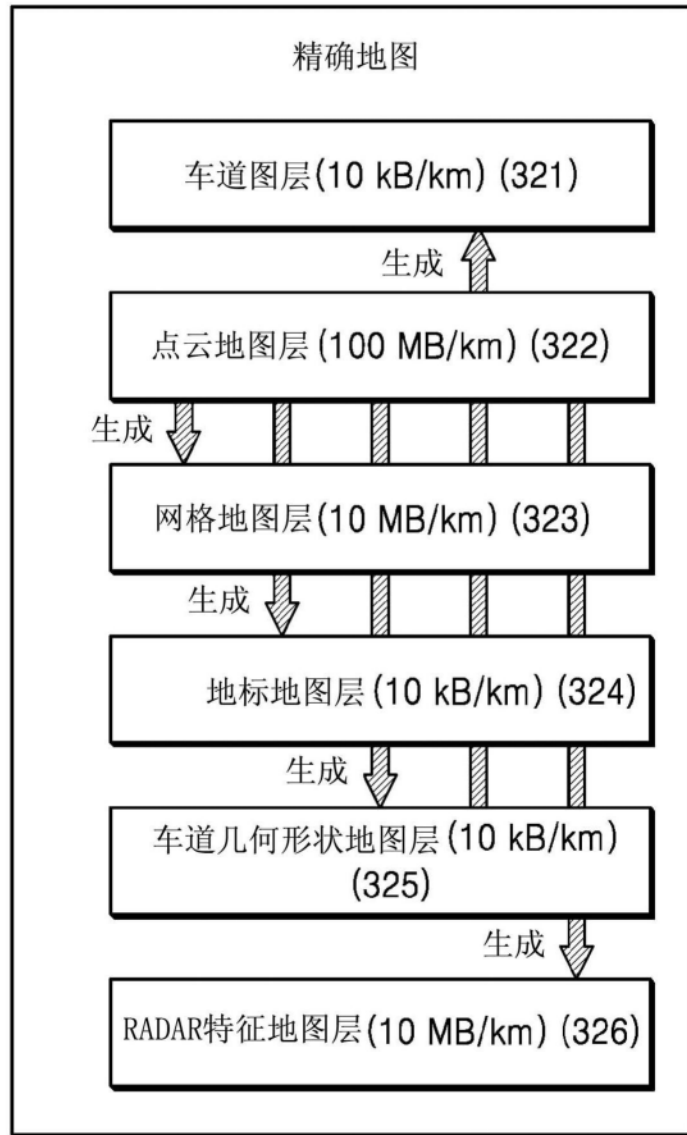 精确地图
车道图层(10 kB/km) (321)
生成
点云地图层(100 MB/km) (322)
生成
网格地图层(10 MB/km) (323)
生成
地标地图层(10 kB/km) (324)
生成
车道几何形状地图层(10 kB/km)
(325)
生成
RADAR特征地图层(10 MB/km) (326)